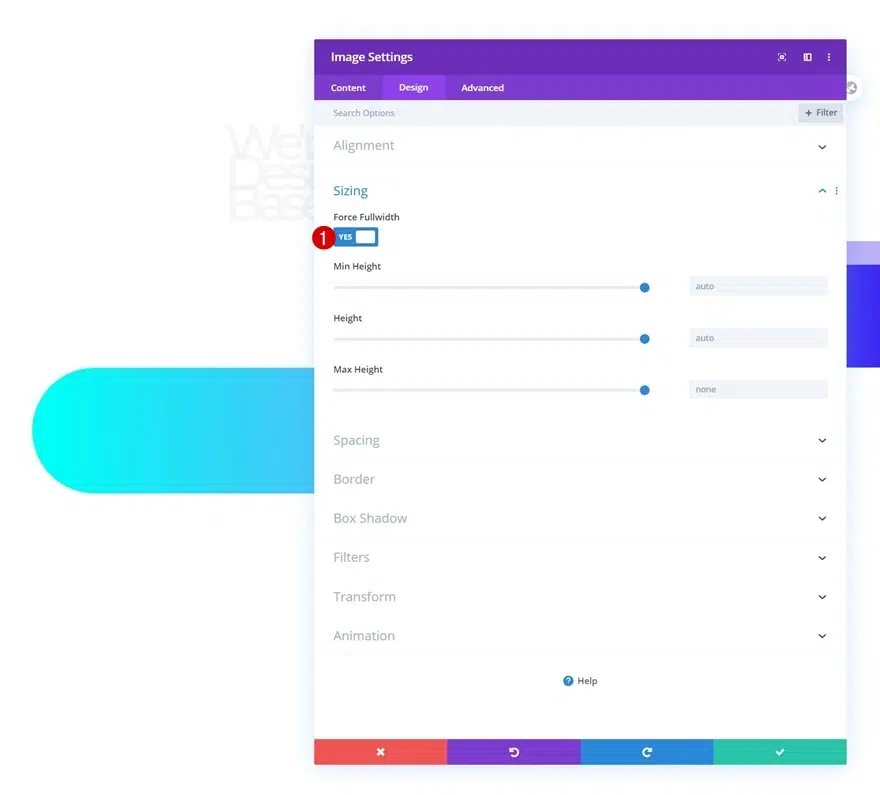 Image Settings
Content Design Advanced
Search Options + Filter
Alignment
Sizing
Force Fullwidth
1 YES
Min Height
auto
Height
auto
Max Height
none
Spacing
Border
Box Shadow
Filters
Transform
Animation
? Help